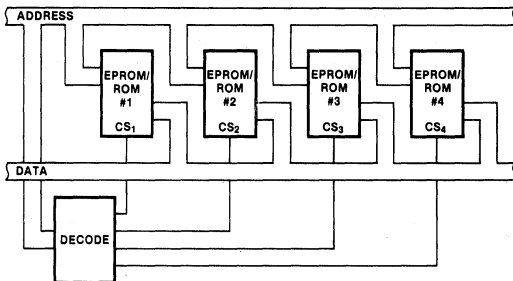 ADDRESS
EPROM/
ROM
#1
CS₁
EPROM/
ROM
#2
CS₂
EPROM/
ROM
#3
CS₃
EPROM/
ROM
#4
CS₄
DATA
DECODE